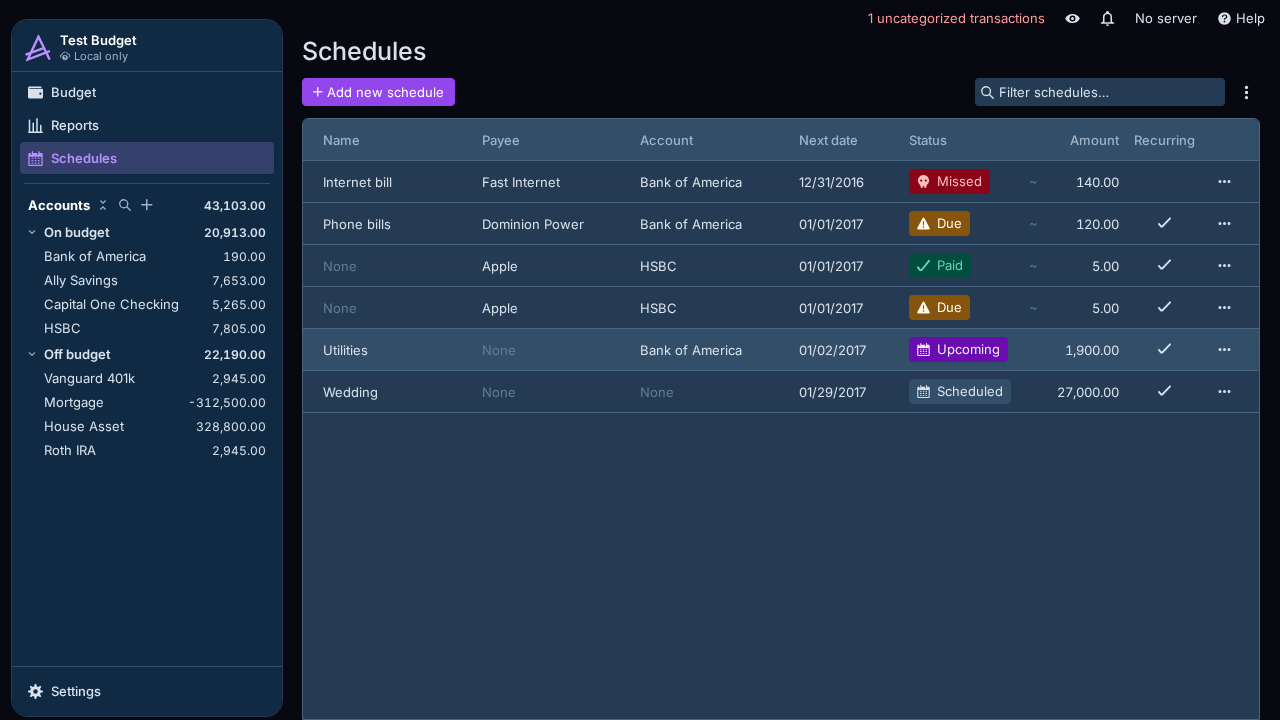 1 uncategorized transactions No server Help
Test Budget
Local only
Budget
Reports
Schedules
Accounts 43,103.00
On budget 20,913.00
Bank of America 190.00
Ally Savings 7,653.00
Capital One Checking 5,265.00
HSBC 7,805.00
Off budget 22,190.00
Vanguard 401k 2,945.00
Mortgage -312,500.00
House Asset 328,800.00
Roth IRA 2,945.00
Settings
Schedules
+ Add new schedule Filter schedules...
Name Payee Account Next date Status Amount Recurring
Internet bill Fast Internet Bank of America 12/31/2016 Missed ~ 140.00
Phone bills Dominion Power Bank of America 01/01/2017 Due ~ 120.00
None Apple HSBC 01/01/2017 Paid ~ 5.00
None Apple HSBC 01/01/2017 Due ~ 5.00
Utilities None Bank of America 01/02/2017 Upcoming 1,900.00
Wedding None None 01/29/2017 Scheduled 27,000.00